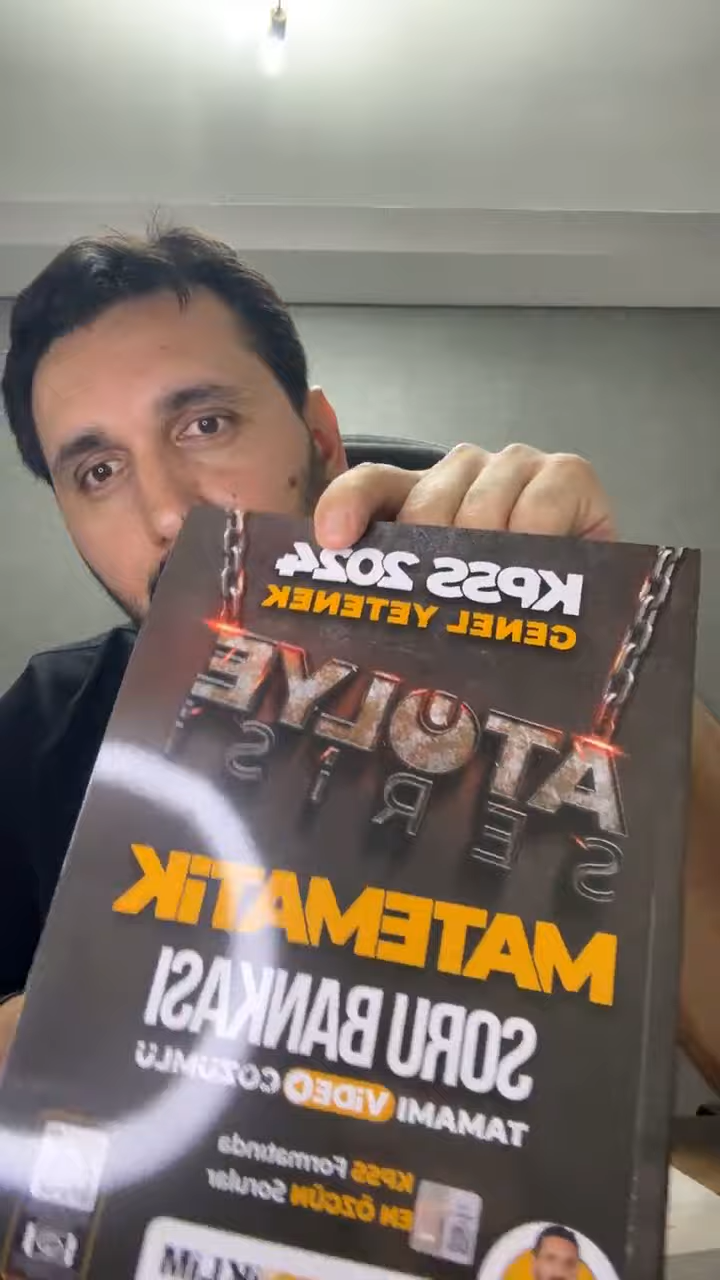 KPSS 2024
GENEL YETENEK
ATÖLYE
SERİSİ
MATEMATİK
SORU BANKASI
TAMAMI VİDEO ÇÖZÜMLÜ
KPSS Formatında
EN ÖZGÜN Sorular